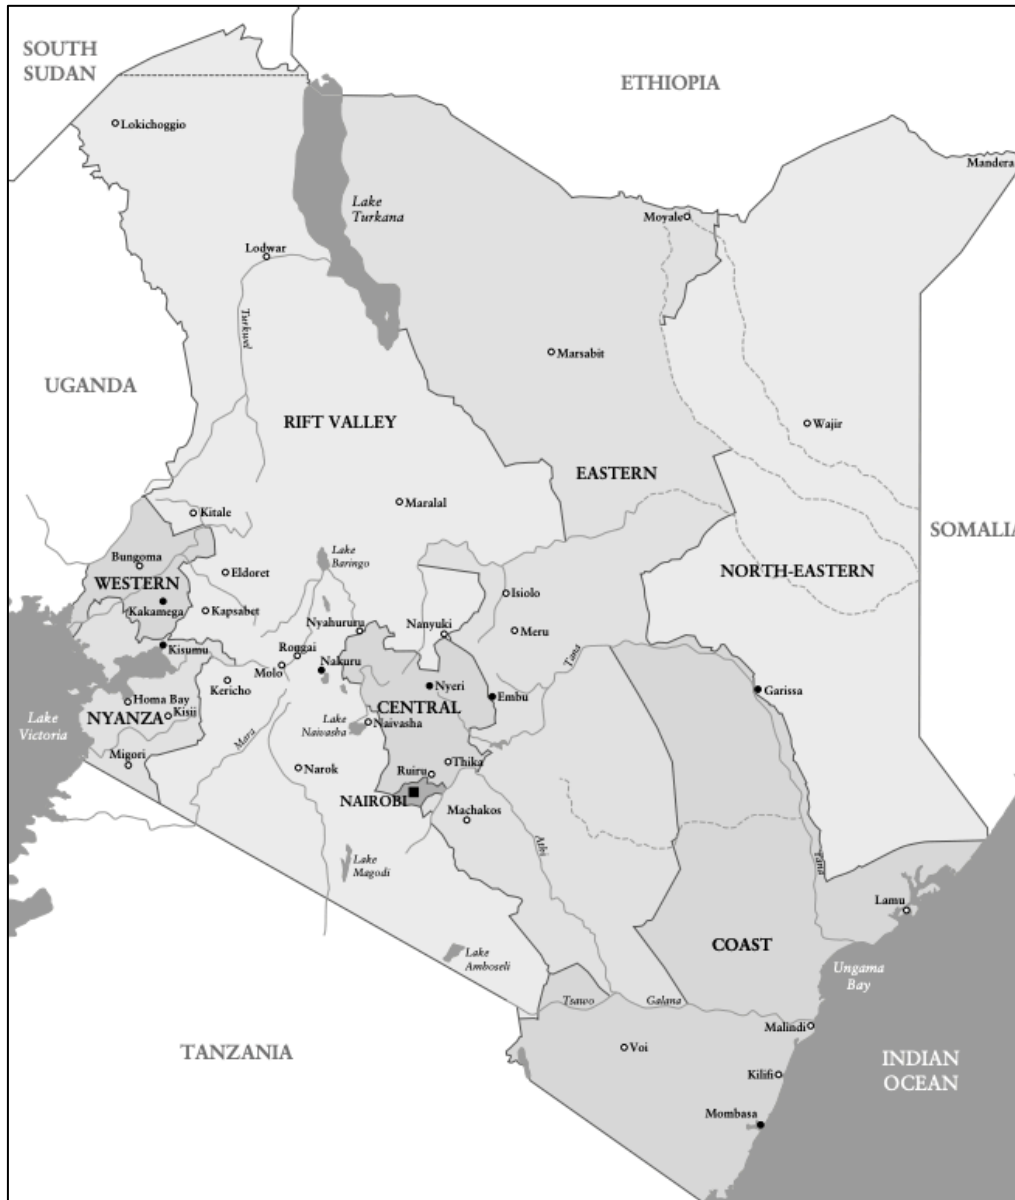 SOUTH
SUDAN
ETHIOPIA
Lokichoggio
Mandera
Lake
Turkana
Moyale
Lodwar
Turkwel
Marsabit
UGANDA
RIFT VALLEY
Wajir
EASTERN
Maralal
Kitale
SOMALIA
Lake
Baringo
Bungoma
Eldoret
NORTH-EASTERN
WESTERN
Isiolo
Kakamega
Kapsabet
Nyahururu
Nanyuki
Meru
Kisumu
Rongai
Nakuru
Tana
Molo
Kericho
Nyeri
Garissa
Homa Bay
Embu
Kisii
CENTRAL
NYANZA
Lake
Victoria
Lake
Naivasha
Naivasha
Mara
Migori
Narok
Thika
Ruiru
NAIROBI
Machakos
Athi
Tana
Lake
Magodi
Lamu
COAST
Lake
Amboseli
Ungama
Bay
Tsavo
Galana
Malindi
TANZANIA
Voi
INDIAN
OCEAN
Kilifi
Mombasa